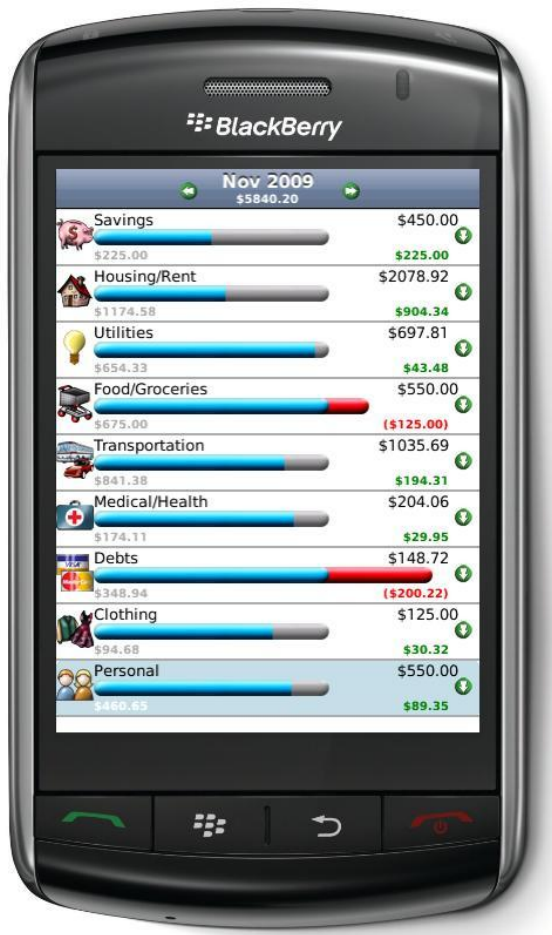 BlackBerry
Nov 2009
$5840.20
Savings $450.00
$225.00 $225.00
Housing/Rent $2078.92
$1174.58 $904.34
Utilities $697.81
$654.33 $43.48
Food/Groceries $550.00
$675.00 ($125.00)
Transportation $1035.69
$841.38 $194.31
Medical/Health $204.06
$174.11 $29.95
VISA Debts $148.72
MasterCard
$348.94 ($200.22)
Clothing $125.00
$94.68 $30.32
Personal $550.00
$460.65 $89.35